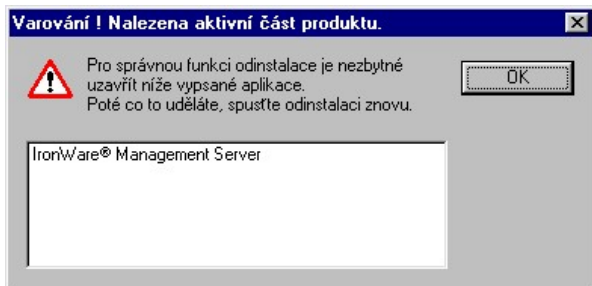 Varování ! Nalezena aktivní část produktu.
Pro správnou funkci odinstalace je nezbytné
uzavřít níže vypsané aplikace.
Poté co to uděláte, spusťte odinstalaci znovu.
OK
IronWare® Management Server